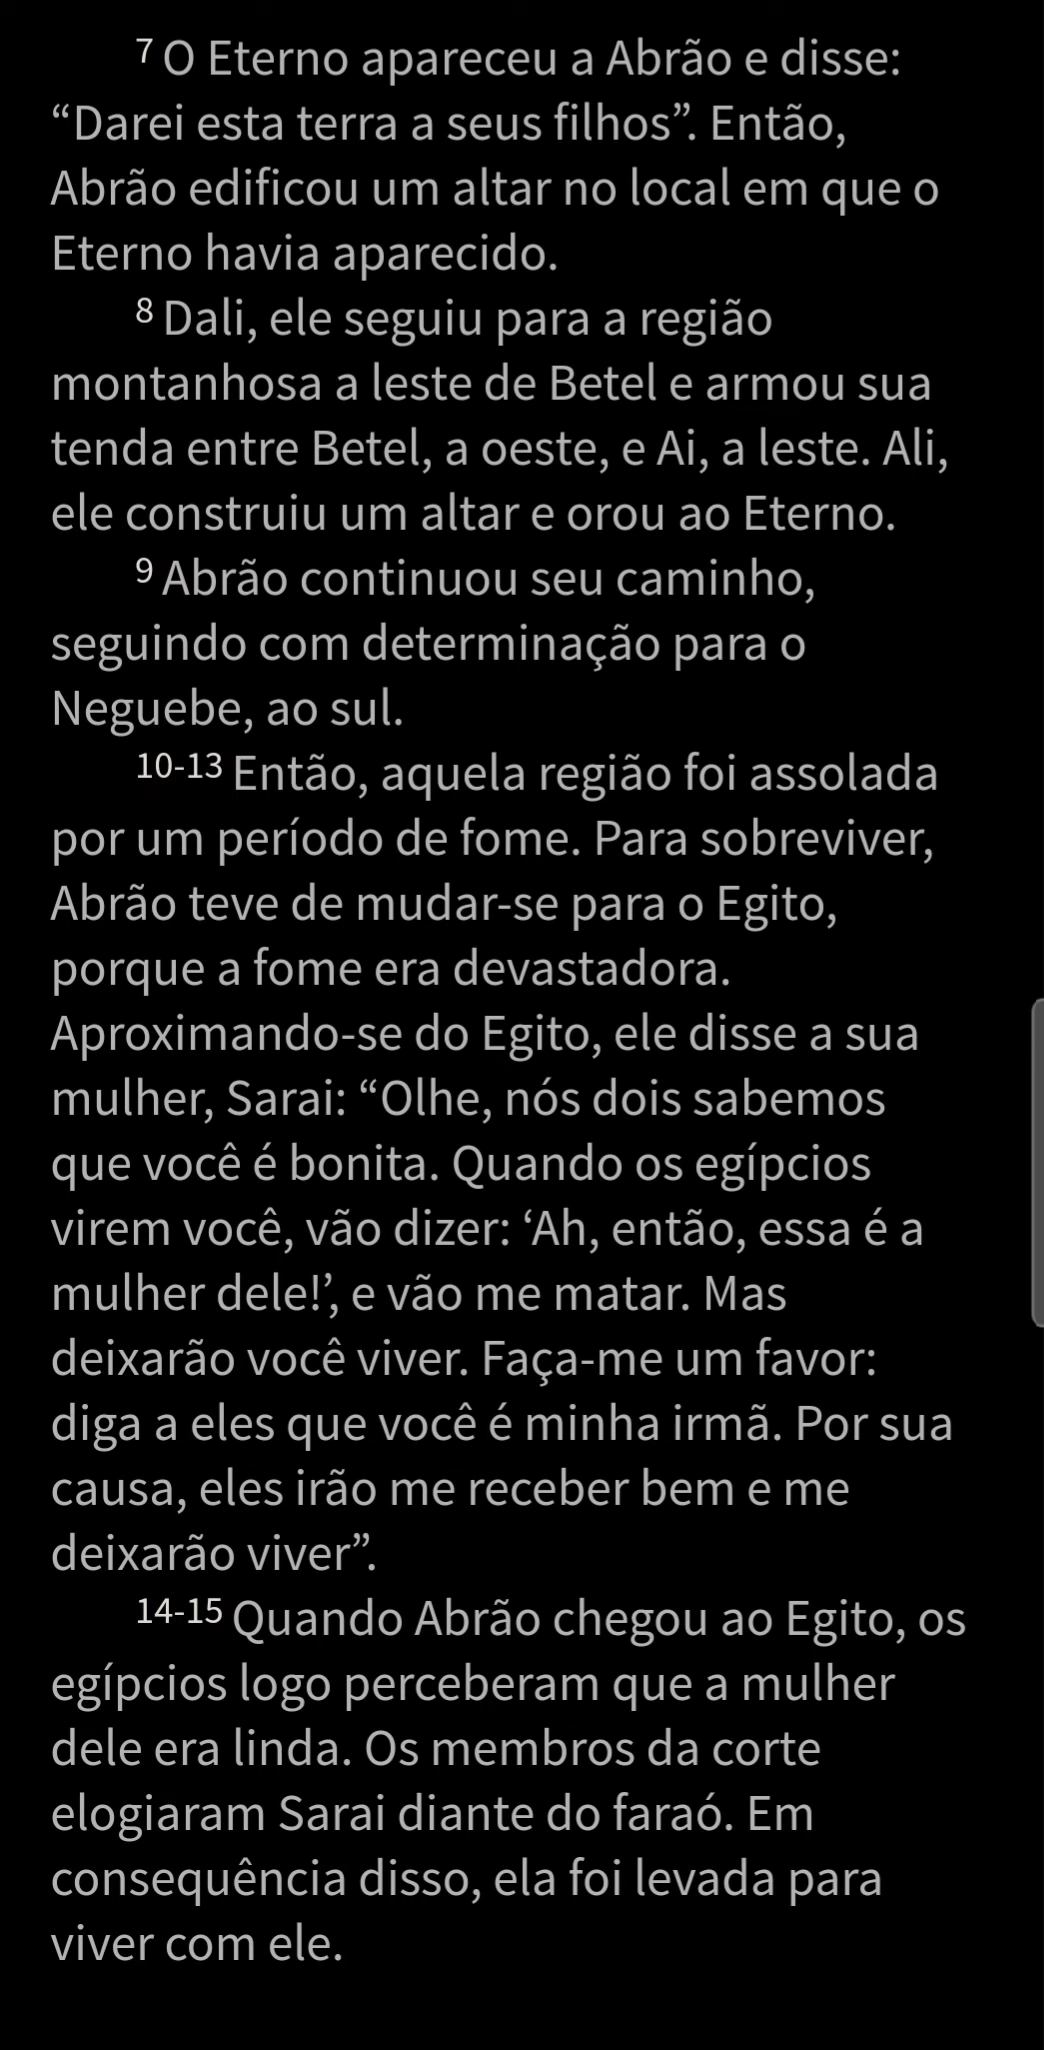 7 O Eterno apareceu a Abrão e disse:
“Darei esta terra a seus filhos”. Então,
Abrão edificou um altar no local em que o
Eterno havia aparecido.
8 Dali, ele seguiu para a região
montanhosa a leste de Betel e armou sua
tenda entre Betel, a oeste, e Ai, a leste. Ali,
ele construiu um altar e orou ao Eterno.
9 Abrão continuou seu caminho,
seguindo com determinação para o
Neguebe, ao sul.
10-13 Então, aquela região foi assolada
por um período de fome. Para sobreviver,
Abrão teve de mudar-se para o Egito,
porque a fome era devastadora.
Aproximando-se do Egito, ele disse a sua
mulher, Sarai: “Olhe, nós dois sabemos
que você é bonita. Quando os egípcios
virem você, vão dizer: ‘Ah, então, essa é a
mulher dele!’, e vão me matar. Mas
deixarão você viver. Faça-me um favor:
diga a eles que você é minha irmã. Por sua
causa, eles irão me receber bem e me
deixarão viver”.
14-15 Quando Abrão chegou ao Egito, os
egípcios logo perceberam que a mulher
dele era linda. Os membros da corte
elogiaram Sarai diante do faraó. Em
consequência disso, ela foi levada para
viver com ele.